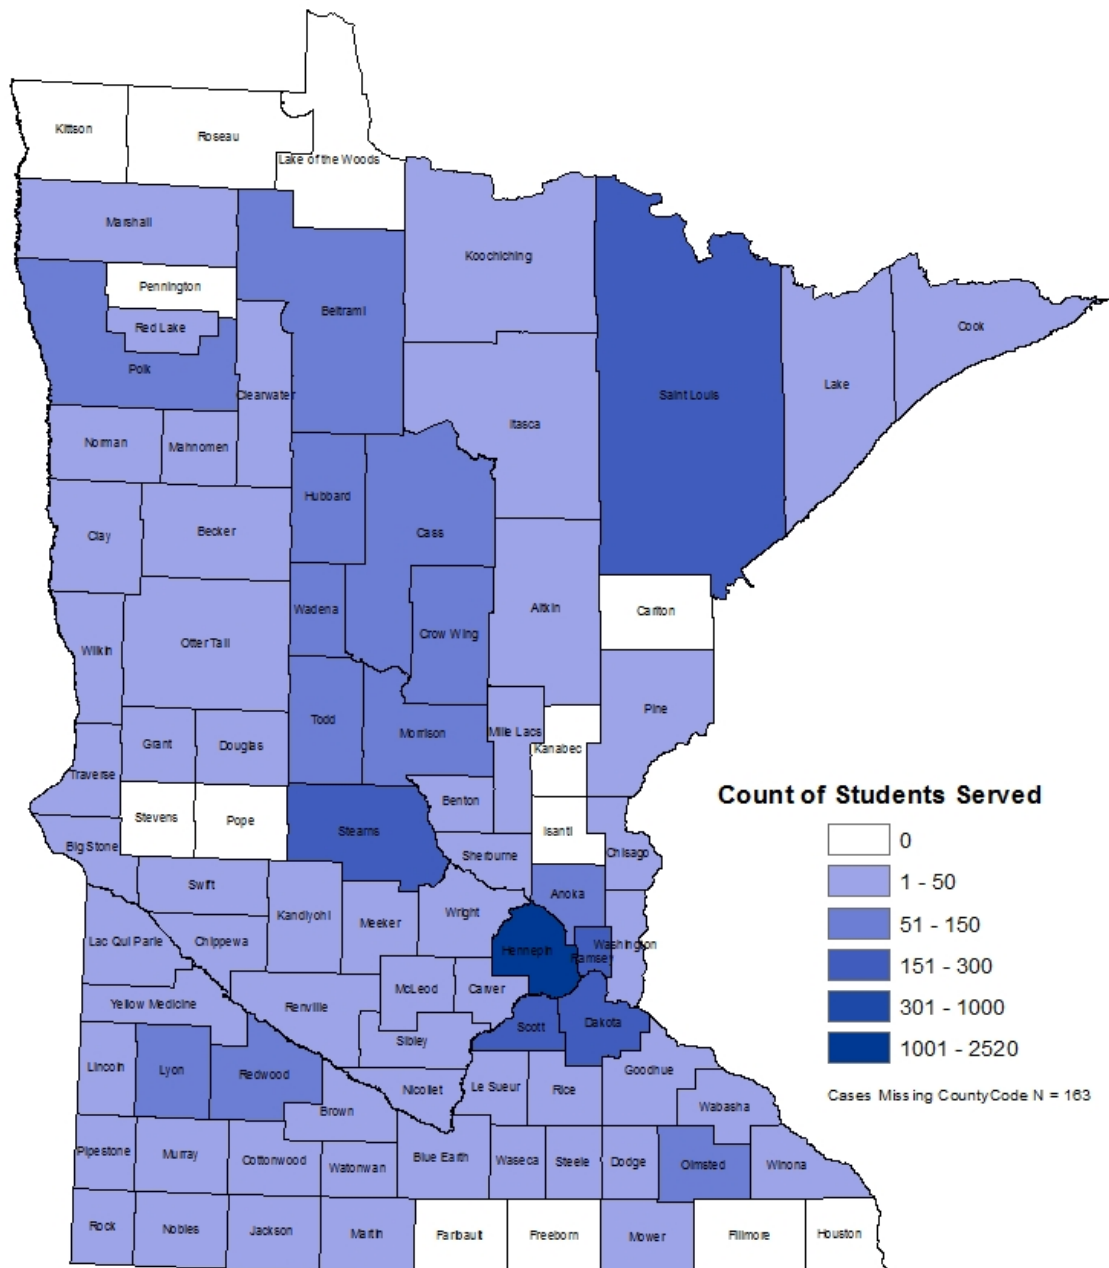 Kittson
Roseau
Lake of the Woods
Marshall
Koochiching
Pennington
Beltrami
Red Lake
Cook
Polk
Lake
Clearwater
Saint Louis
Itasca
Norman
Mahnomen
Hubbard
Clay
Becker
Cass
Wadena
Aitkin
Carlton
Crow Wing
Otter Tail
Wilkin
Pine
Todd
Morrison
Mille Lacs
Grant
Douglas
Kanabec
Traverse
Benton
Stevens
Pope
Stearns
Isanti
Big Stone
Sherburne
Chisago
Swift
Anoka
Kandiyohi
Meeker
Wright
Lac Qui Parle
Chippewa
Hennepin
Washington
Ramsey
McLeod
Carver
Yellow Medicine
Renville
Scott
Dakota
Sibley
Lincoln
Lyon
Redwood
Goodhue
Nicollet
Le Sueur
Rice
Brown
Wabasha
Pipestone
Murray
Cottonwood
Watonwan
Blue Earth
Waseca
Steele
Dodge
Olmsted
Winona
Rock
Nobles
Jackson
Martin
Faribault
Freeborn
Mower
Fillmore
Houston
Count of Students Served
0
1 - 50
51 - 150
151 - 300
301 - 1000
1001 - 2520
Cases Missing CountyCode N = 163